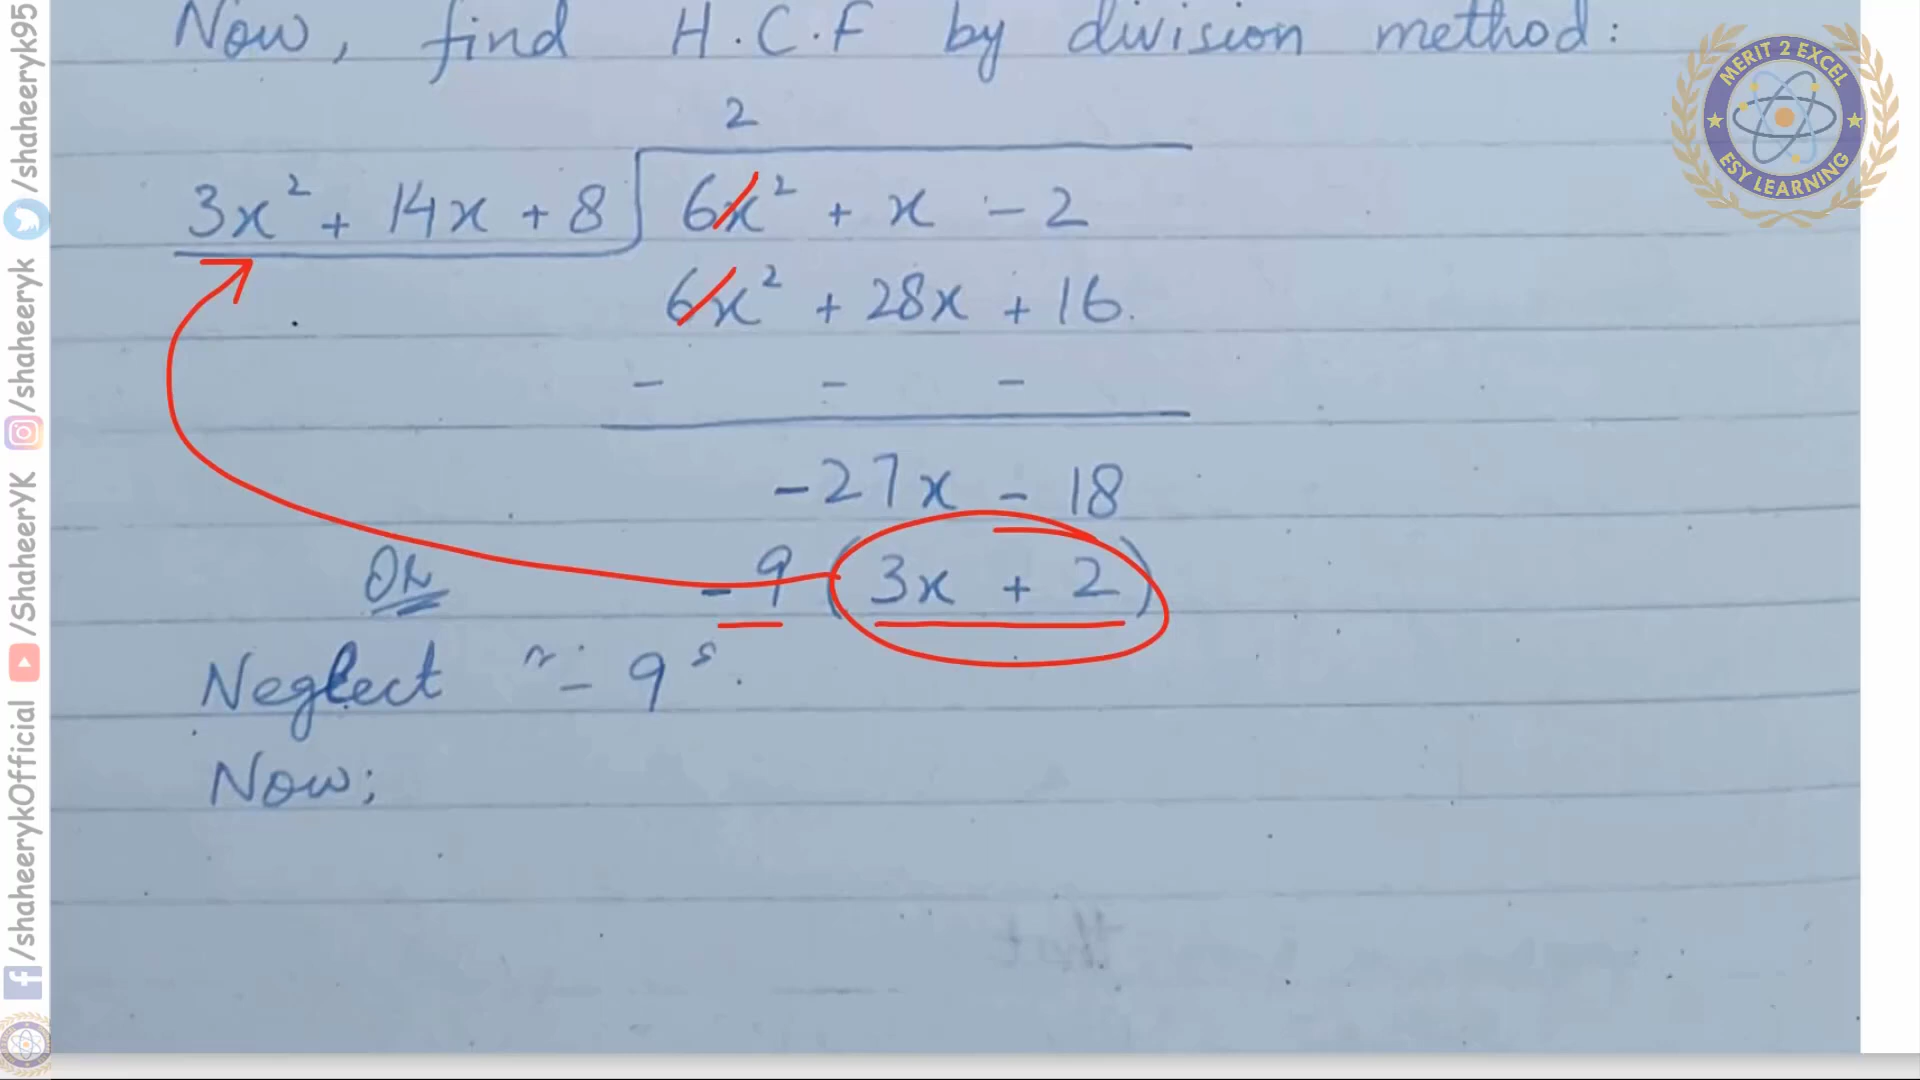 Now, find H.C.F by division method:
2
3x² + 14x + 8 6x² + x - 2
6x² + 28x + 16
- - -
-27x - 18
Or - 9 (3x + 2)
Neglect "- 9".
Now;
MERIT 2 EXCEL
ESY LEARNING
/shaheeryk95
/shaheeryk
/ShaheerYK
/shaheerykOfficial